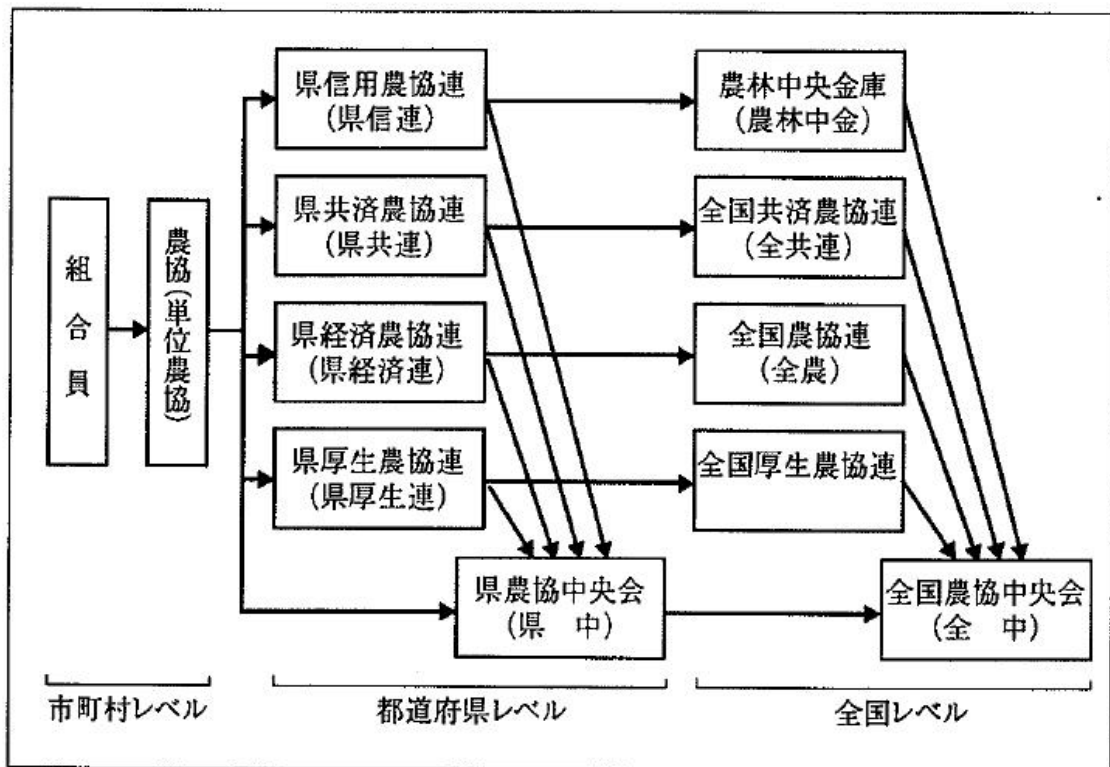 組合員
農協(単位農協)
県信用農協連
(県信連)
県共済農協連
(県共連)
県経済農協連
(県経済連)
県厚生農協連
(県厚生連)
県農協中央会
(県　中)
農林中央金庫
(農林中金)
全国共済農協連
(全共連)
全国農協連
(全農)
全国厚生農協連
全国農協中央会
(全　中)
市町村レベル
都道府県レベル
全国レベル